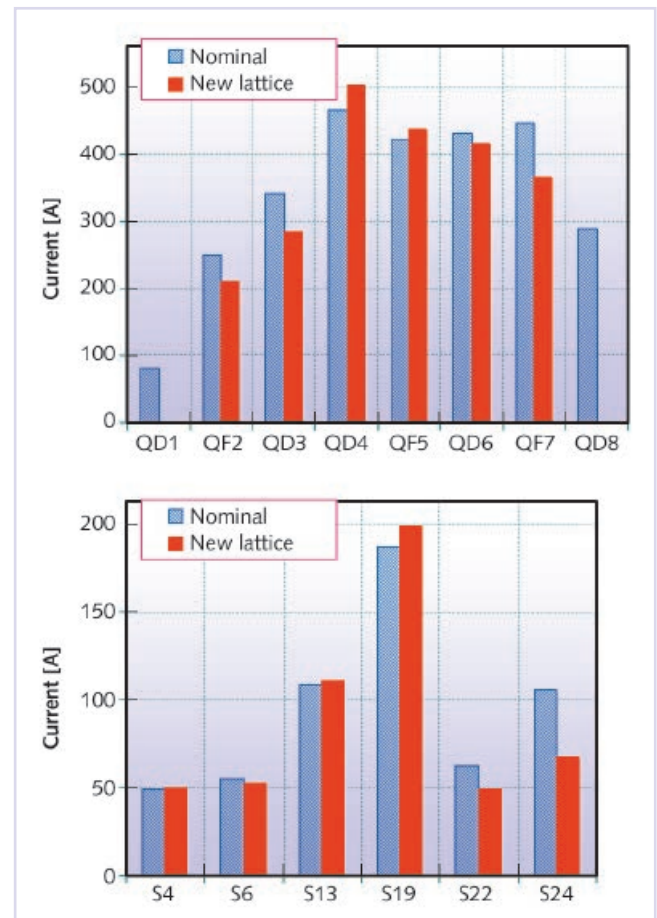 Nominal
New lattice
500
400
300
200
100
0
Current [A]
QD1 QF2 QD3 QD4 QF5 QD6 QF7 QD8
Nominal
New lattice
200
150
100
50
0
Current [A]
S4 S6 S13 S19 S22 S24